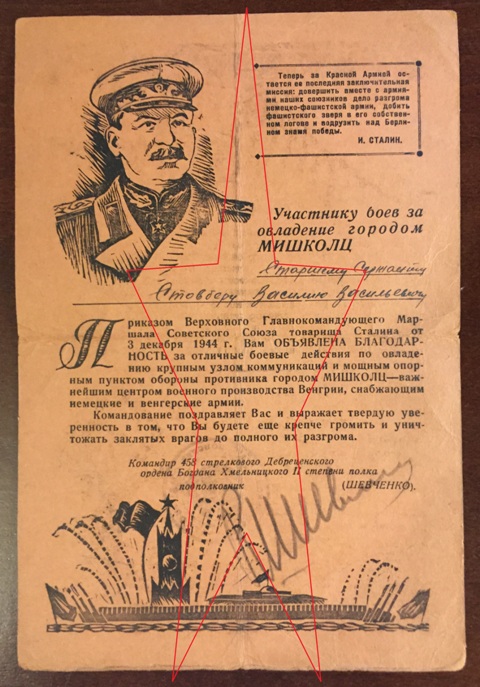 Теперь за Красной Армией ос-
тается ее последняя заключительная
миссия: довершить вместе с армия-
ми наших союзников дело разгрома
немецко-фашистской армии, добить
фашистского зверя в его собствен-
ном логове и водрузить над Берли-
ном знамя победы.
И. СТАЛИН.
Участнику боев за
овладение городом
МИШКОЛЦ
Старшему Сержанту
Стовберу Василию Васильевичу
Приказом Верховного Главнокомандующего Мар-
шала Советского Союза товарища Сталина от
3 декабря 1944 г. Вам ОБЪЯВЛЕНА БЛАГОДАР-
НОСТЬ за отличные боевые действия по овладе-
нию крупным узлом коммуникаций и мощным опор-
ным пунктом обороны противника городом МИШКОЛЦ—важ-
нейшим центром военного производства Венгрии, снабжающим
немецкие и венгерские армии.
Командование поздравляет Вас и выражает твердую уве-
ренность в том, что Вы будете еще крепче громить и унич-
тожать заклятых врагов до полного их разгрома.
Командир 458 стрелкового Дебреценского
ордена Богдана Хмельницкого II степени полка
подполковник (ШЕВЧЕНКО).